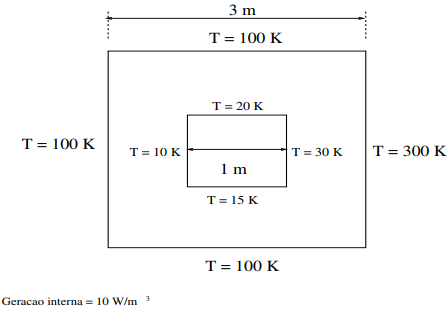 3 m
T = 100 K
T = 20 K
T = 100 K
T = 10 K
T = 30 K
T = 300 K
1 m
T = 15 K
T = 100 K
Geracao interna = 10 W/m ³